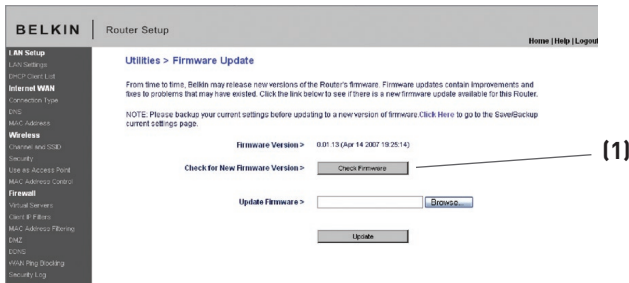 BELKIN
Router Setup
Home | Help | Logout
LAN Setup
LAN Settings
DHCP Client List
Internet WAN
Connection Type
DNS
MAC Address
Wireless
Channel and SSID
Security
Use as Access Point
MAC Address Control
Firewall
Virtual Servers
Client IP Filters
MAC Address Filtering
DMZ
DDNS
WAN Ping Blocking
Security Log
Utilities > Firmware Update
From time to time, Belkin may release new versions of the Router's firmware. Firmware updates contain improvements and
fixes to problems that may have existed. Click the link below to see if there is a new firmware update available for this Router.
NOTE: Please backup your current settings before updating to a new version of firmware.Click Here to go to the Save/Backup
current settings page.
Firmware Version > 0.01.13 (Apr 14 2007 19:25:14)
Check for New Firmware Version > Check Firmware
(1)
Update Firmware > Browse...
Update